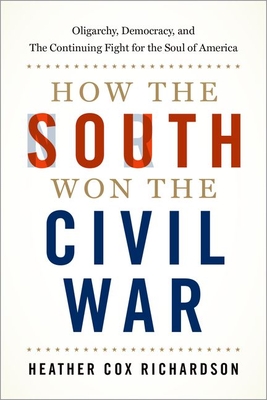 Oligarchy, Democracy, and
The Continuing Fight for the Soul of America
HOW THE
SOUTH
WON THE
CIVIL
WAR
HEATHER COX RICHARDSON